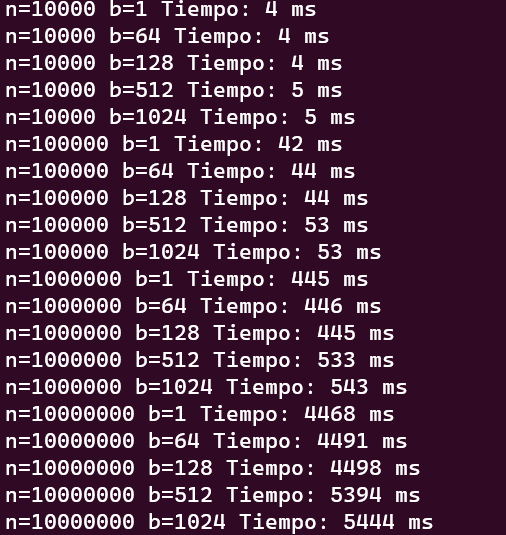 n=10000 b=1 Tiempo: 4 ms
n=10000 b=64 Tiempo: 4 ms
n=10000 b=128 Tiempo: 4 ms
n=10000 b=512 Tiempo: 5 ms
n=10000 b=1024 Tiempo: 5 ms
n=100000 b=1 Tiempo: 42 ms
n=100000 b=64 Tiempo: 44 ms
n=100000 b=128 Tiempo: 44 ms
n=100000 b=512 Tiempo: 53 ms
n=100000 b=1024 Tiempo: 53 ms
n=1000000 b=1 Tiempo: 445 ms
n=1000000 b=64 Tiempo: 446 ms
n=1000000 b=128 Tiempo: 445 ms
n=1000000 b=512 Tiempo: 533 ms
n=1000000 b=1024 Tiempo: 543 ms
n=10000000 b=1 Tiempo: 4468 ms
n=10000000 b=64 Tiempo: 4491 ms
n=10000000 b=128 Tiempo: 4498 ms
n=10000000 b=512 Tiempo: 5394 ms
n=10000000 b=1024 Tiempo: 5444 ms